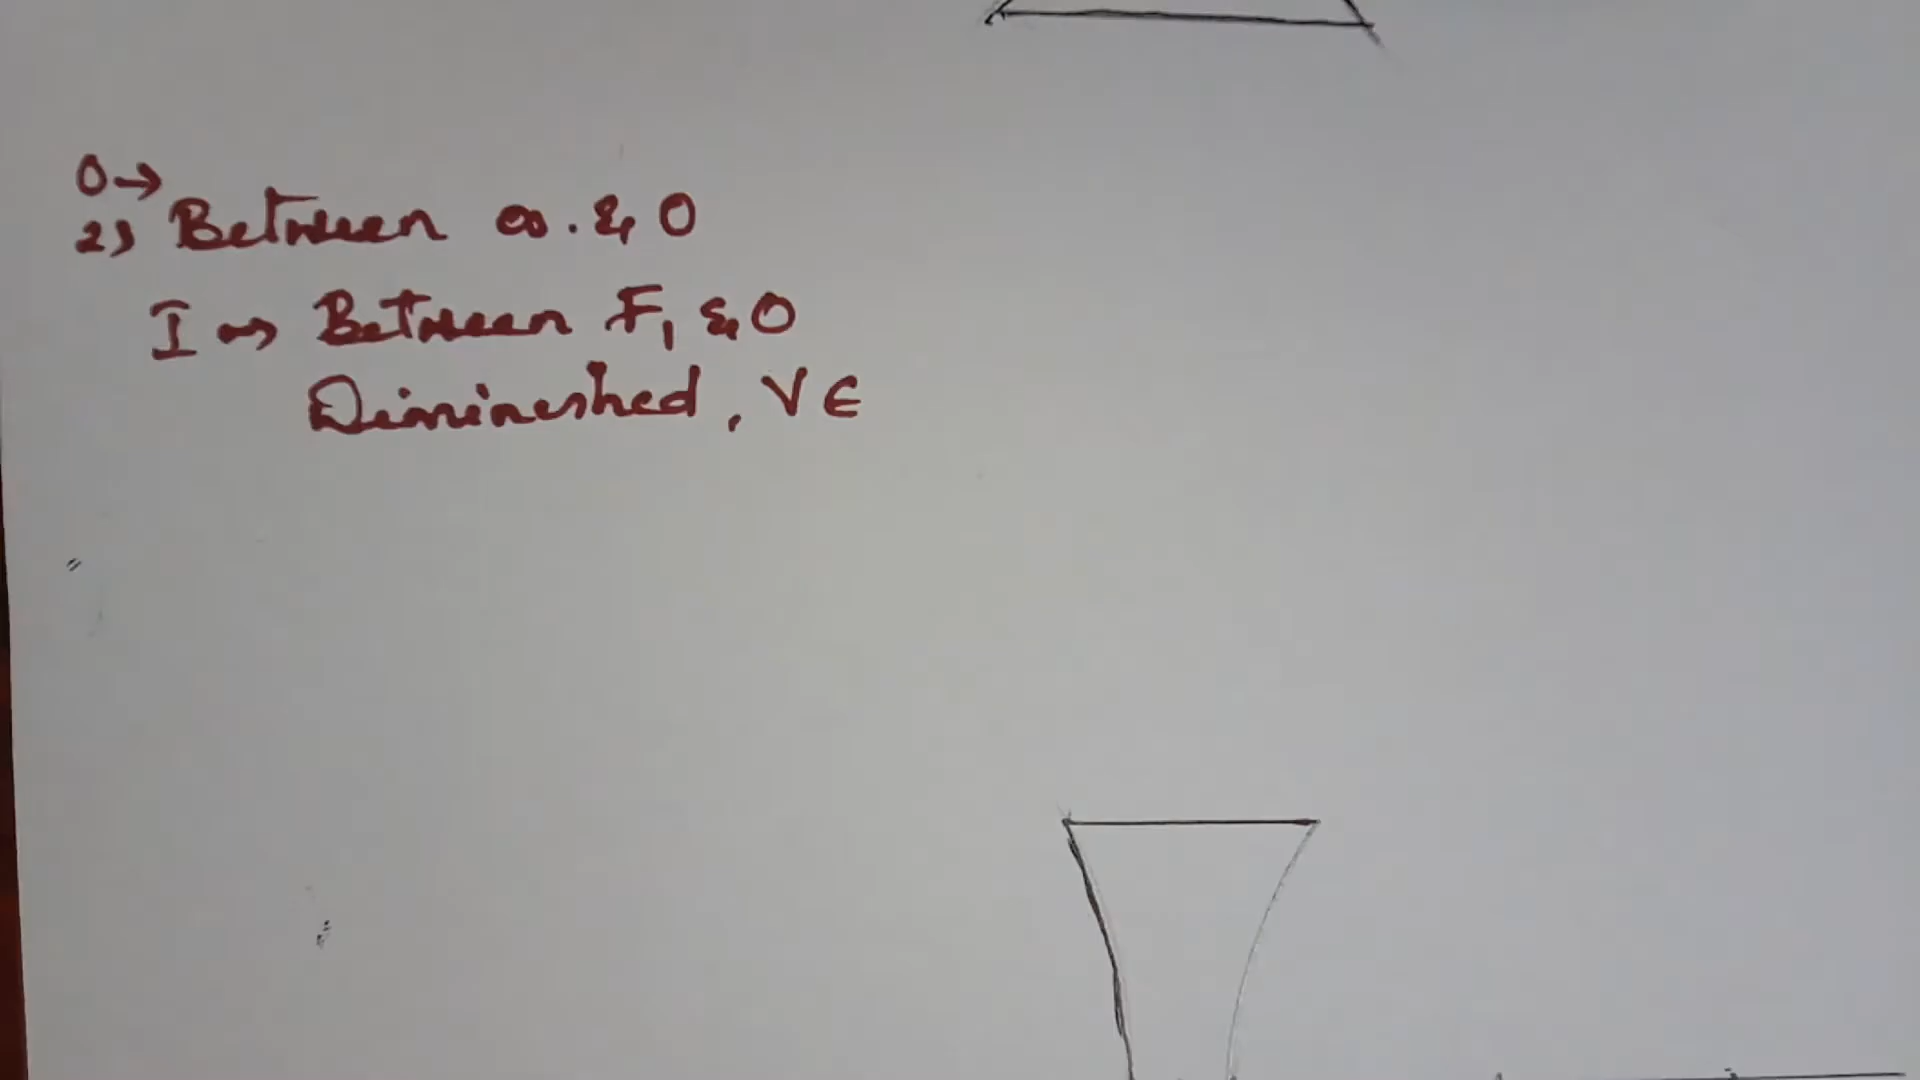 O →
2) Between ∞. & O
I → Between F₁ & O
Diminished, VE